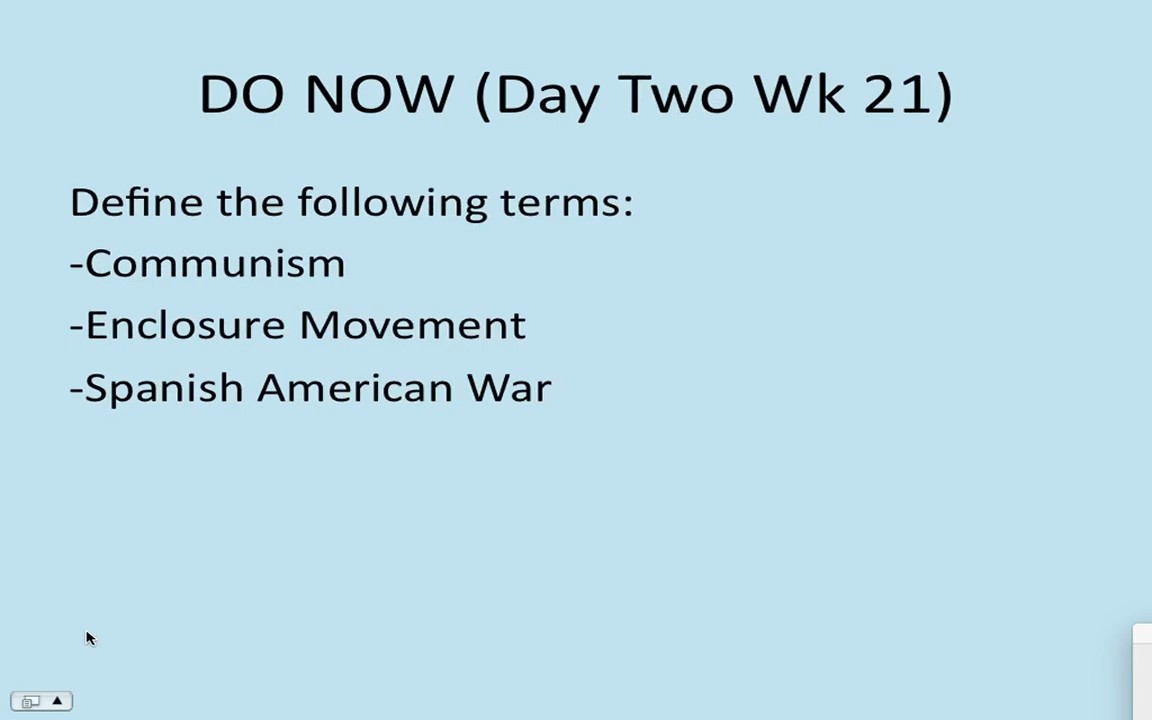 DO NOW (Day Two Wk 21)
Define the following terms:
-Communism
-Enclosure Movement
-Spanish American War